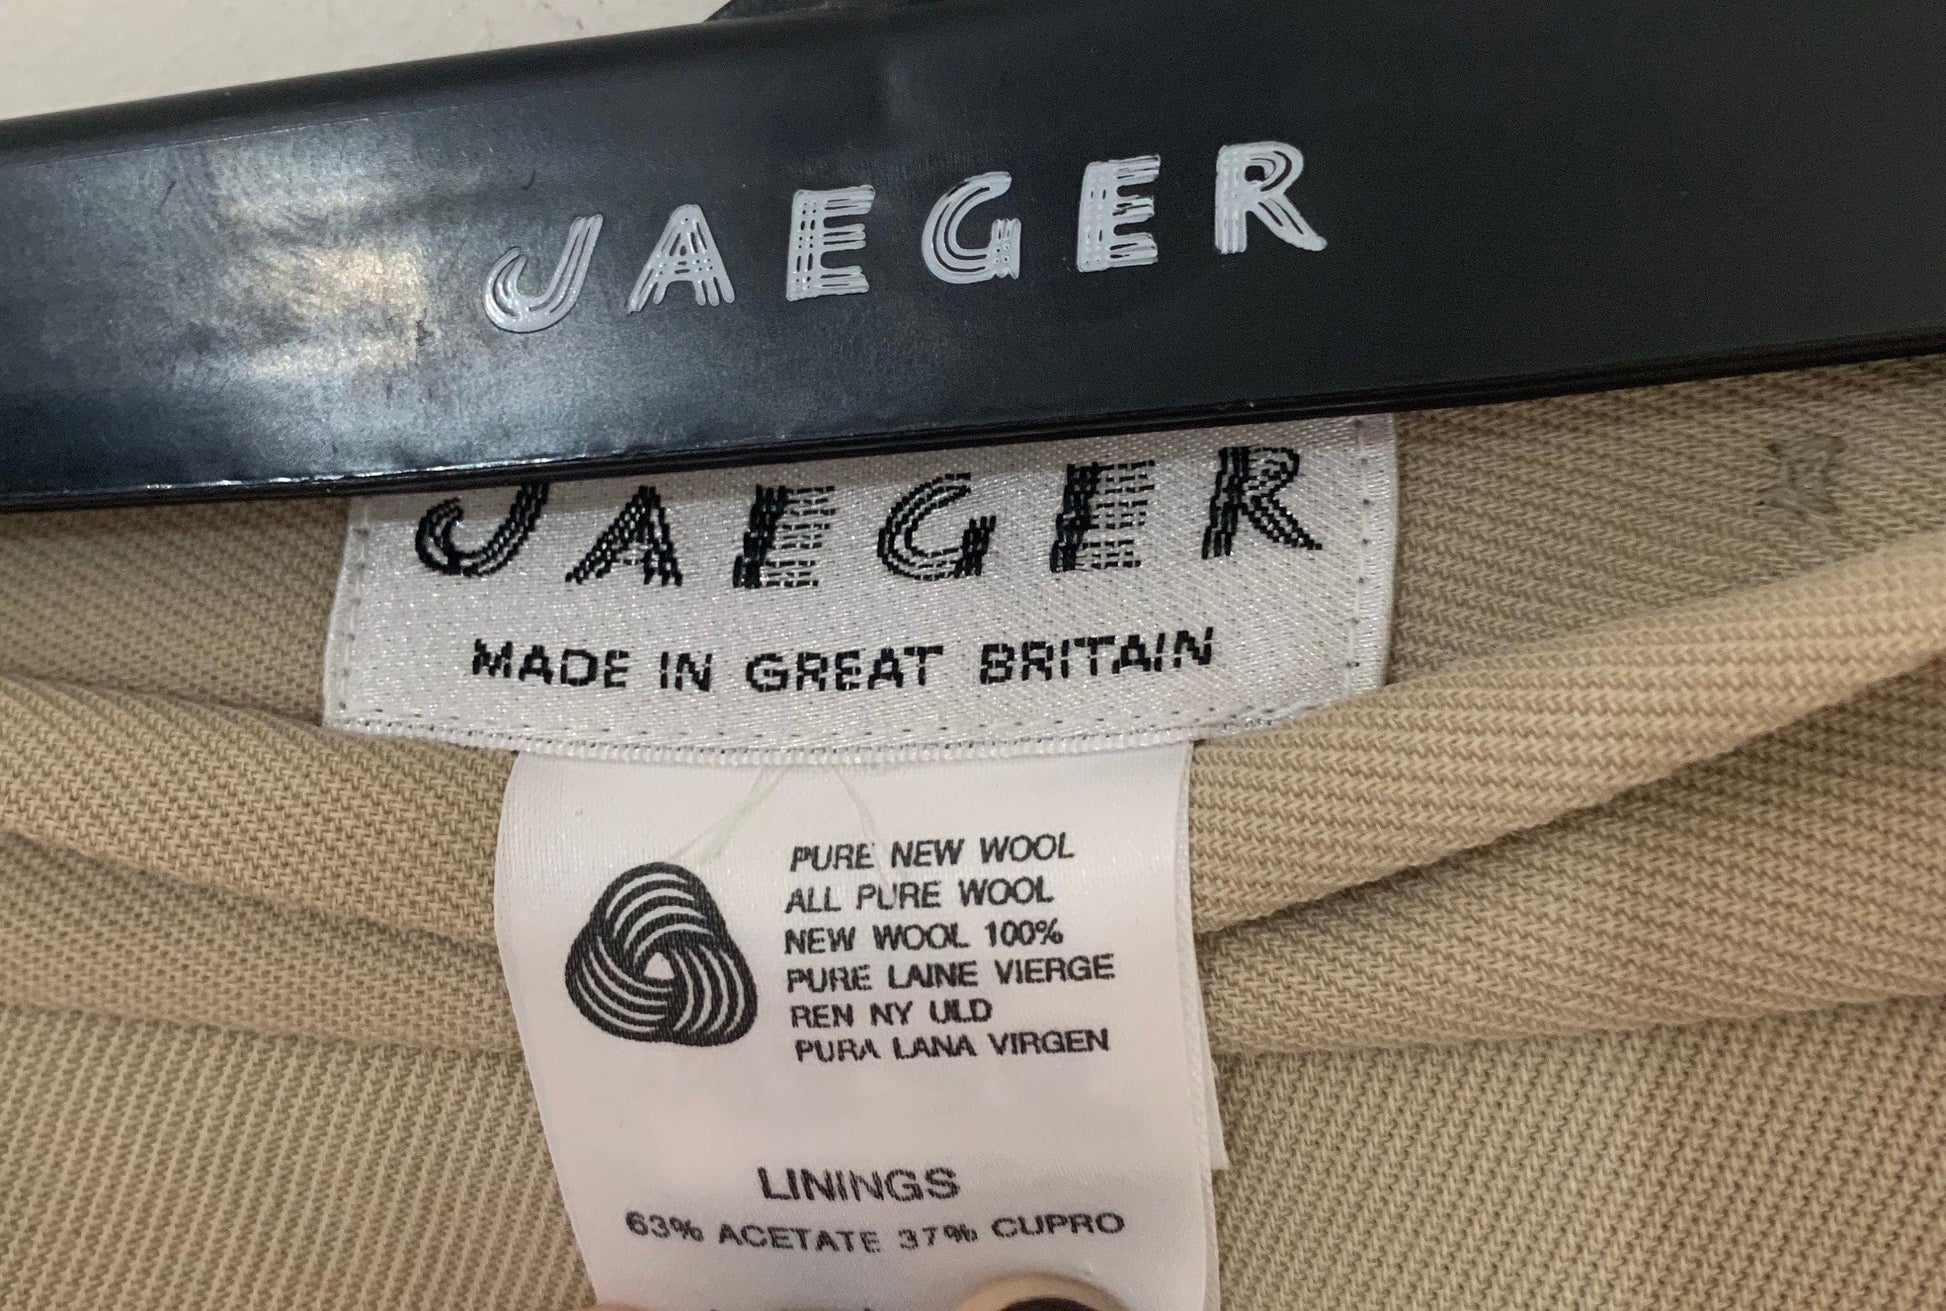 JAEGER
JAEGER
MADE IN GREAT BRITAIN
PURE NEW WOOL
ALL PURE WOOL
NEW WOOL 100%
PURE LAINE VIERGE
REN NY ULD
PURA LANA VIRGEN
LININGS
63% ACETATE 37% CUPRO